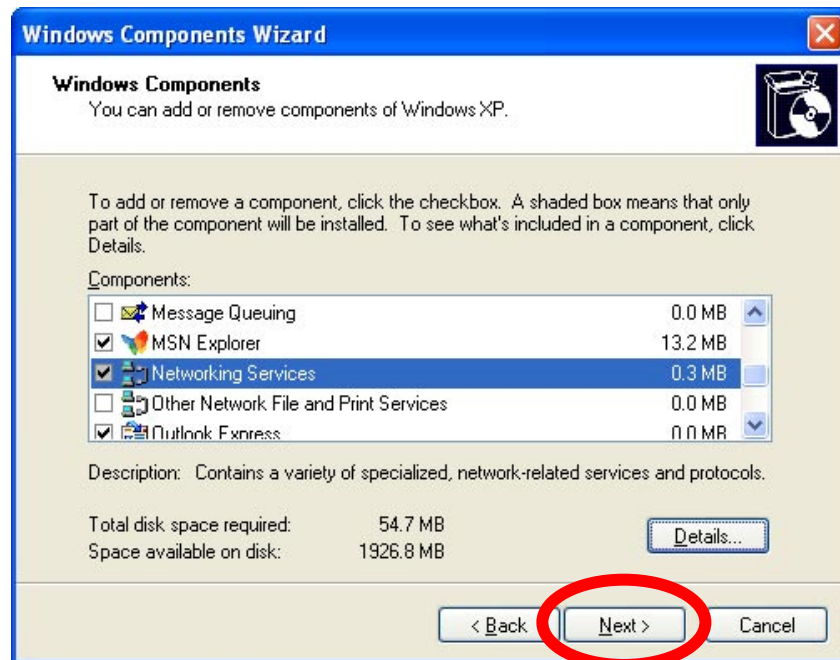 Windows Components Wizard
Windows Components
You can add or remove components of Windows XP.
To add or remove a component, click the checkbox. A shaded box means that only
part of the component will be installed. To see what's included in a component, click
Details.
Components:
Message Queuing 0.0 MB
MSN Explorer 13.2 MB
Networking Services 0.3 MB
Other Network File and Print Services 0.0 MB
Outlook Express 0.0 MB
Description: Contains a variety of specialized, network-related services and protocols.
Total disk space required: 54.7 MB
Space available on disk: 1926.8 MB
Details...
< Back Next > Cancel